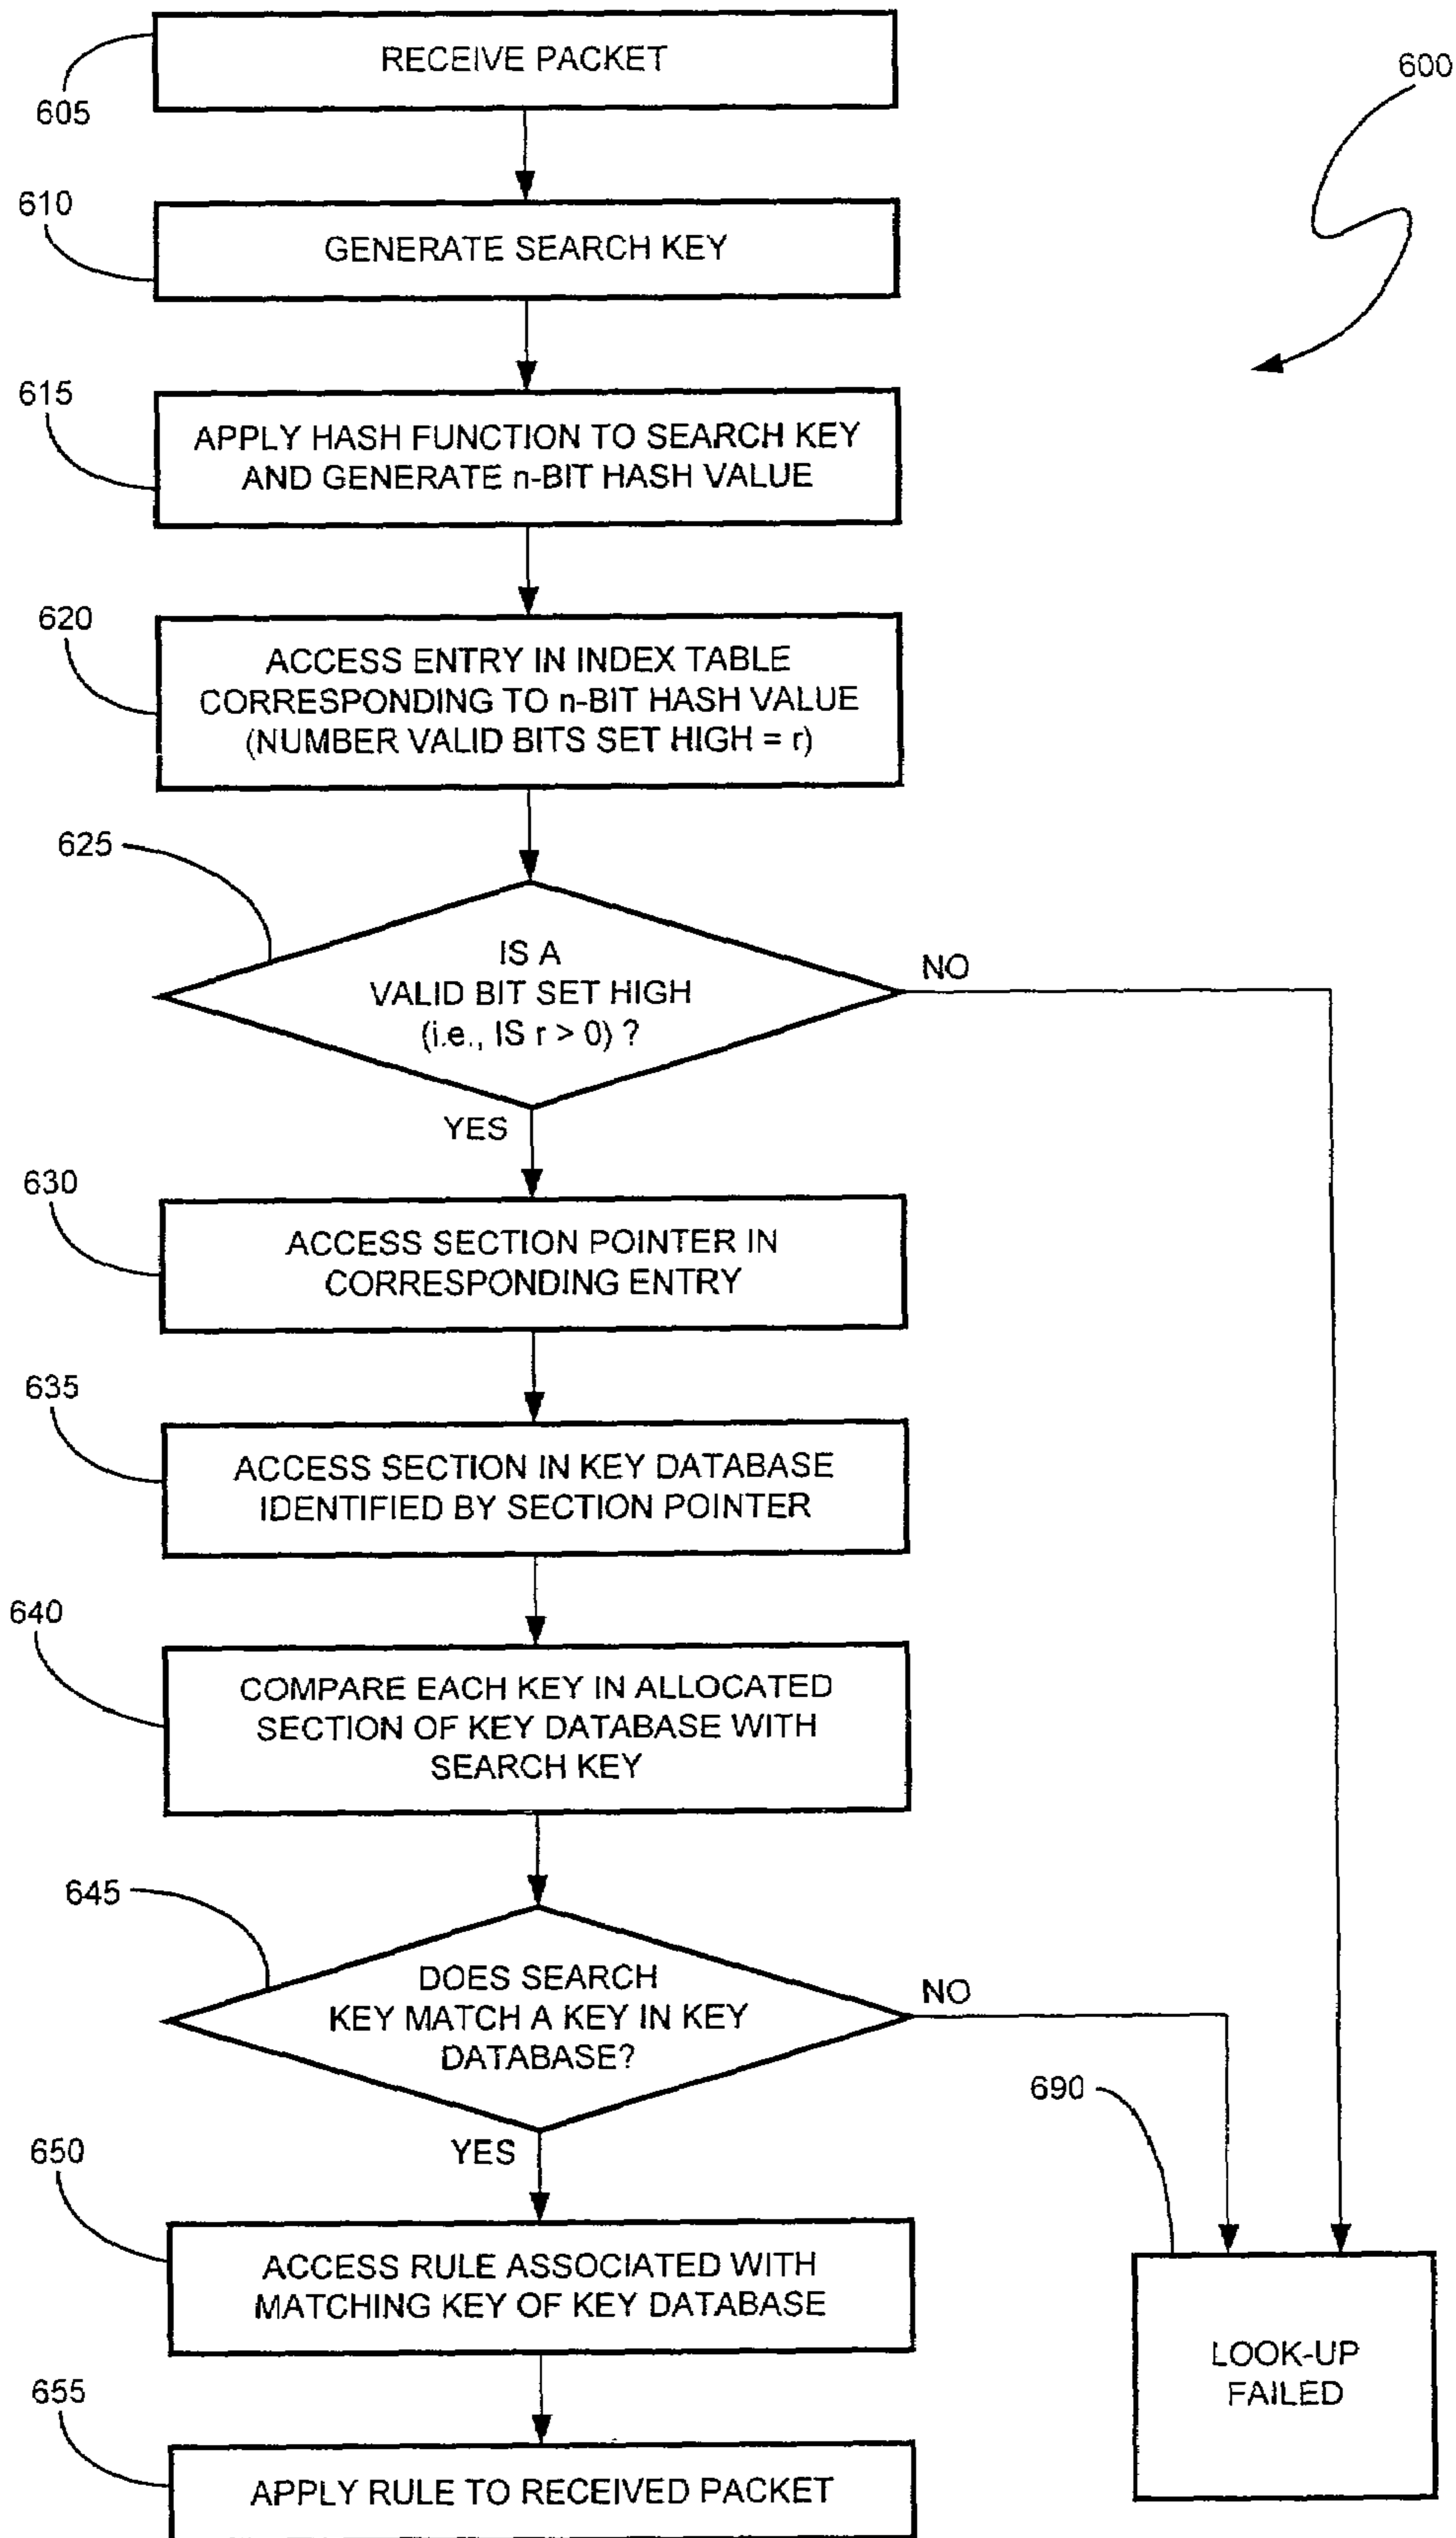 RECEIVE PACKET
605
600
610
GENERATE SEARCH KEY
615
APPLY HASH FUNCTION TO SEARCH KEY
AND GENERATE n-BIT HASH VALUE
620
ACCESS ENTRY IN INDEX TABLE
CORRESPONDING TO n-BIT HASH VALUE
(NUMBER VALID BITS SET HIGH = r)
625
IS A
VALID BIT SET HIGH
(i.e., IS r > 0) ?
NO
YES
630
ACCESS SECTION POINTER IN
CORRESPONDING ENTRY
635
ACCESS SECTION IN KEY DATABASE
IDENTIFIED BY SECTION POINTER
640
COMPARE EACH KEY IN ALLOCATED
SECTION OF KEY DATABASE WITH
SEARCH KEY
645
DOES SEARCH
KEY MATCH A KEY IN KEY
DATABASE?
NO
YES
690
650
ACCESS RULE ASSOCIATED WITH
MATCHING KEY OF KEY DATABASE
LOOK-UP
FAILED
655
APPLY RULE TO RECEIVED PACKET